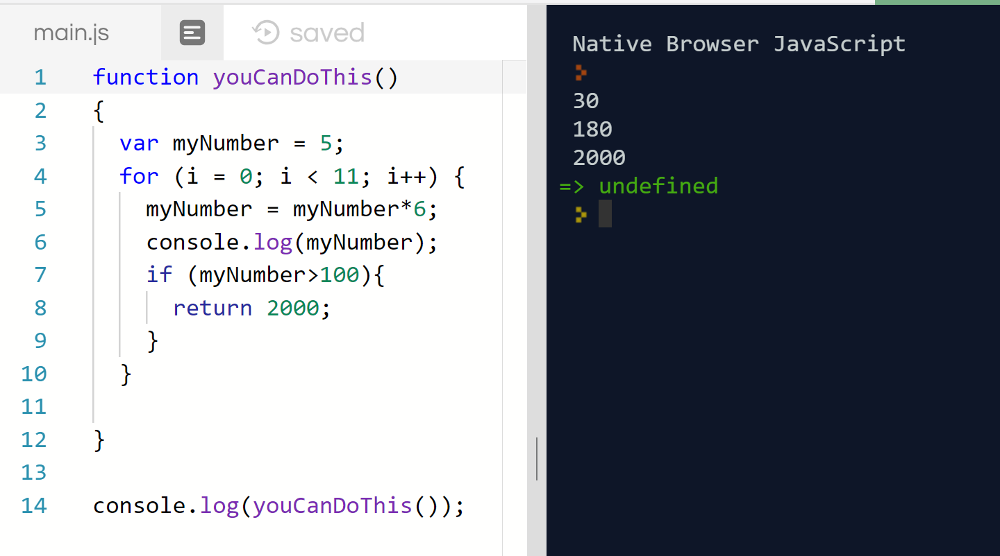 main.js
saved
1 function youCanDoThis()
2 {
3 var myNumber = 5;
4 for (i = 0; i < 11; i++) {
5 myNumber = myNumber*6;
6 console.log(myNumber);
7 if (myNumber>100){
8 return 2000;
9 }
10 }
11
12 }
13
14 console.log(youCanDoThis());
Native Browser JavaScript
30
180
2000
=> undefined